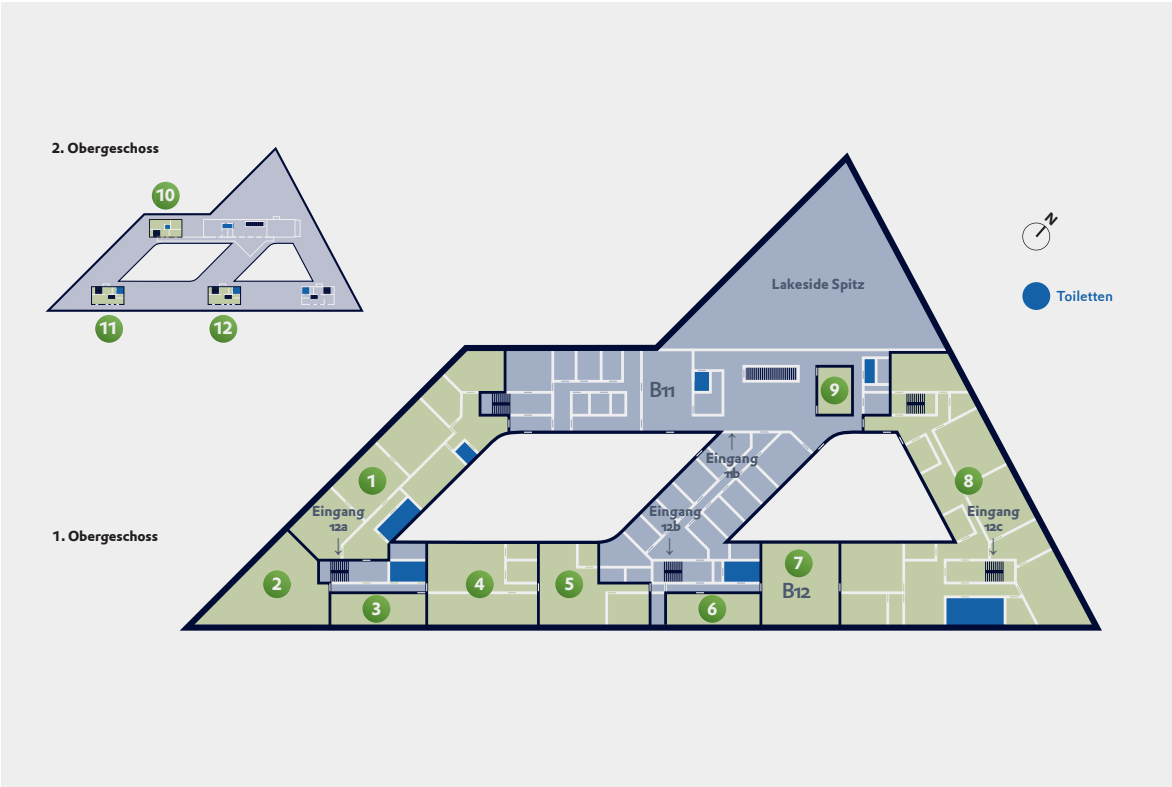 2. Obergeschoss
10
11
12
N
Toiletten
Lakeside Spitz
B11
9
Eingang
11b
1
8
Eingang
12a
Eingang
12b
Eingang
12c
1. Obergeschoss
2
3
4
5
6
7
B12